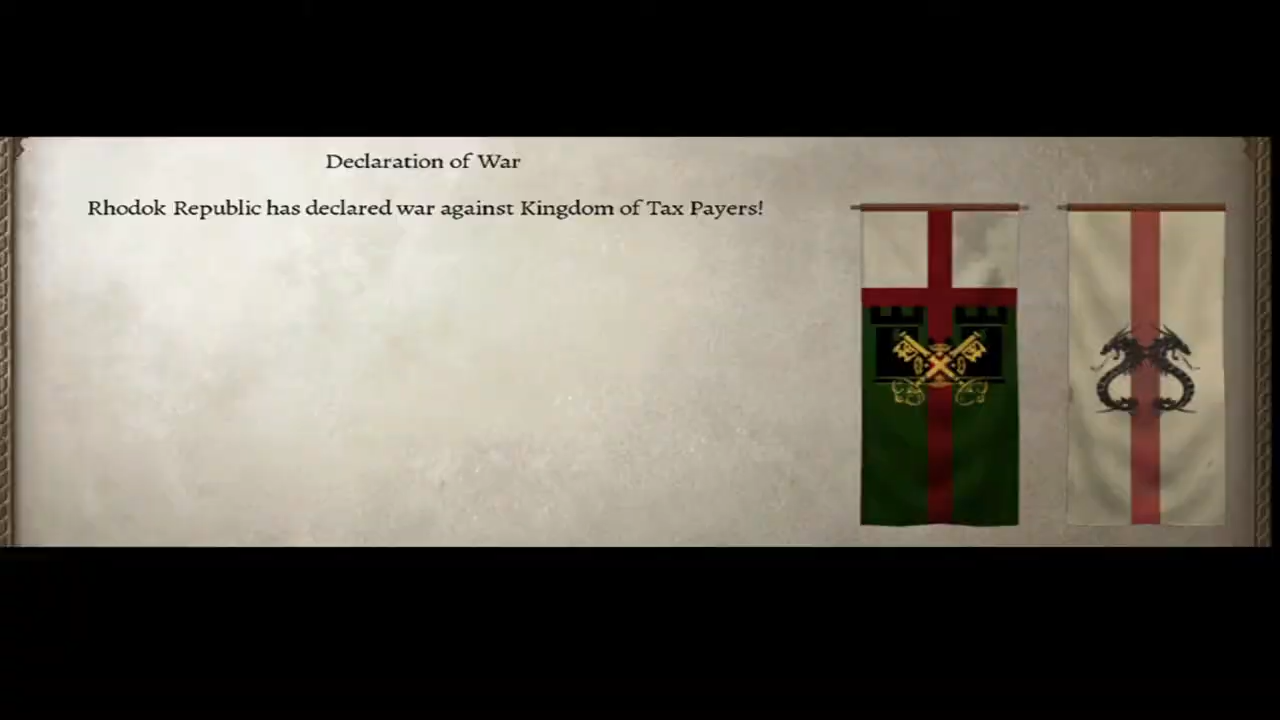 Declaration of War
Rhodok Republic has declared war against Kingdom of Tax Payers!